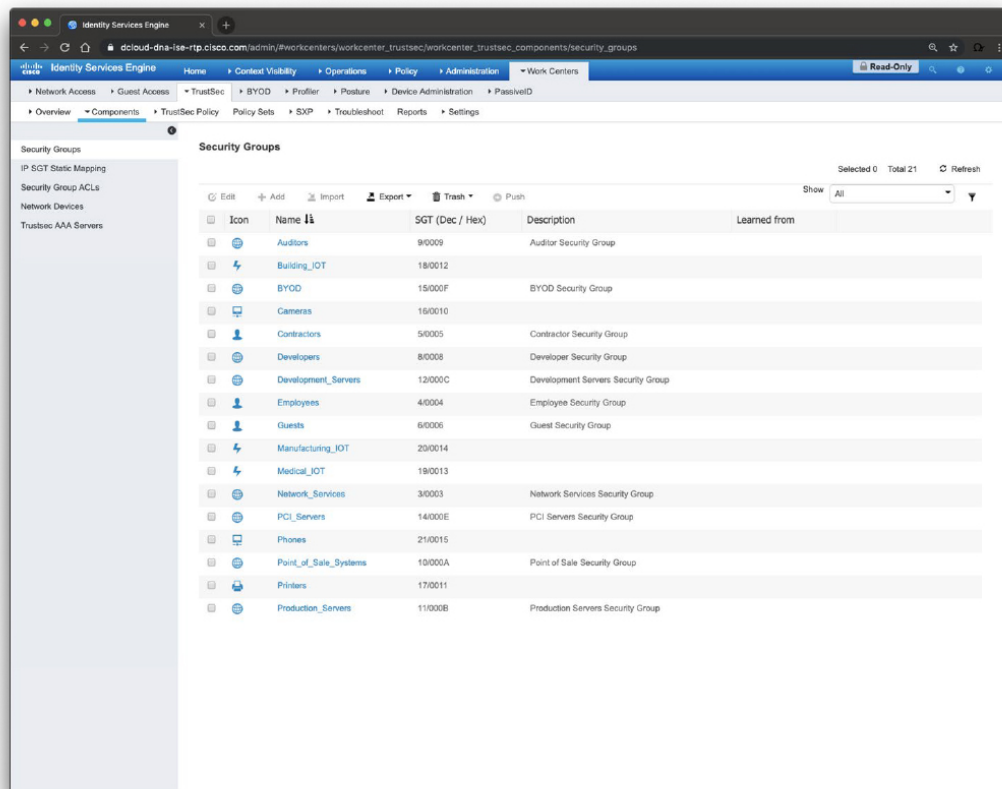 Identity Services Engine
dcloud-dna-ise-rtp.cisco.com/admin/#workcenters/workcenter_trustsec/workcenter_trustsec_components/security_groups
cisco Identity Services Engine Home Context Visibility Operations Policy Administration Work Centers Read-Only
Network Access Guest Access TrustSec BYOD Profiler Posture Device Administration PassiveID
Overview Components TrustSec Policy Policy Sets SXP Troubleshoot Reports Settings
Security Groups
IP SGT Static Mapping
Security Group ACLs
Network Devices
Trustsec AAA Servers
Security Groups
Selected 0 Total 21 Refresh
Edit Add Import Export Trash Push Show All
Icon Name SGT (Dec / Hex) Description Learned from
Auditors 9/0009 Auditor Security Group
Building_IOT 18/0012
BYOD 15/000F BYOD Security Group
Cameras 16/0010
Contractors 5/0005 Contractor Security Group
Developers 8/0008 Developer Security Group
Development_Servers 12/000C Development Servers Security Group
Employees 4/0004 Employee Security Group
Guests 6/0006 Guest Security Group
Manufacturing_IOT 20/0014
Medical_IOT 19/0013
Network_Services 3/0003 Network Services Security Group
PCI_Servers 14/000E PCI Servers Security Group
Phones 21/0015
Point_of_Sale_Systems 10/000A Point of Sale Security Group
Printers 17/0011
Production_Servers 11/000B Production Servers Security Group